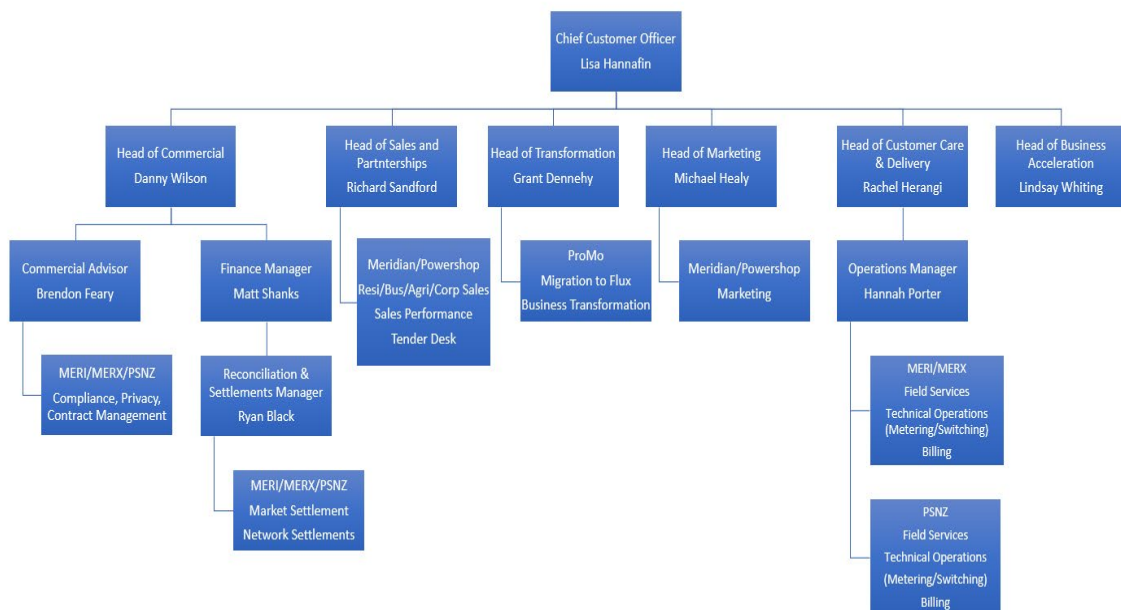 Chief Customer Officer
Lisa Hannafin
Head of Commercial
Danny Wilson
Head of Sales and
Partnterships
Richard Sandford
Head of Transformation
Grant Dennehy
Head of Marketing
Michael Healy
Head of Customer Care
& Delivery
Rachel Herangi
Head of Business
Acceleration
Lindsay Whiting
Commercial Advisor
Brendon Feary
Finance Manager
Matt Shanks
Meridian/Powershop
Resi/Bus/Agri/Corp Sales
Sales Performance
Tender Desk
ProMo
Migration to Flux
Business Transformation
Meridian/Powershop
Marketing
Operations Manager
Hannah Porter
MERI/MERX/PSNZ
Compliance, Privacy,
Contract Management
Reconciliation &
Settlements Manager
Ryan Black
MERI/MERX
Field Services
Technical Operations
(Metering/Switching)
Billing
MERI/MERX/PSNZ
Market Settlement
Network Settlements
PSNZ
Field Services
Technical Operations
(Metering/Switching)
Billing